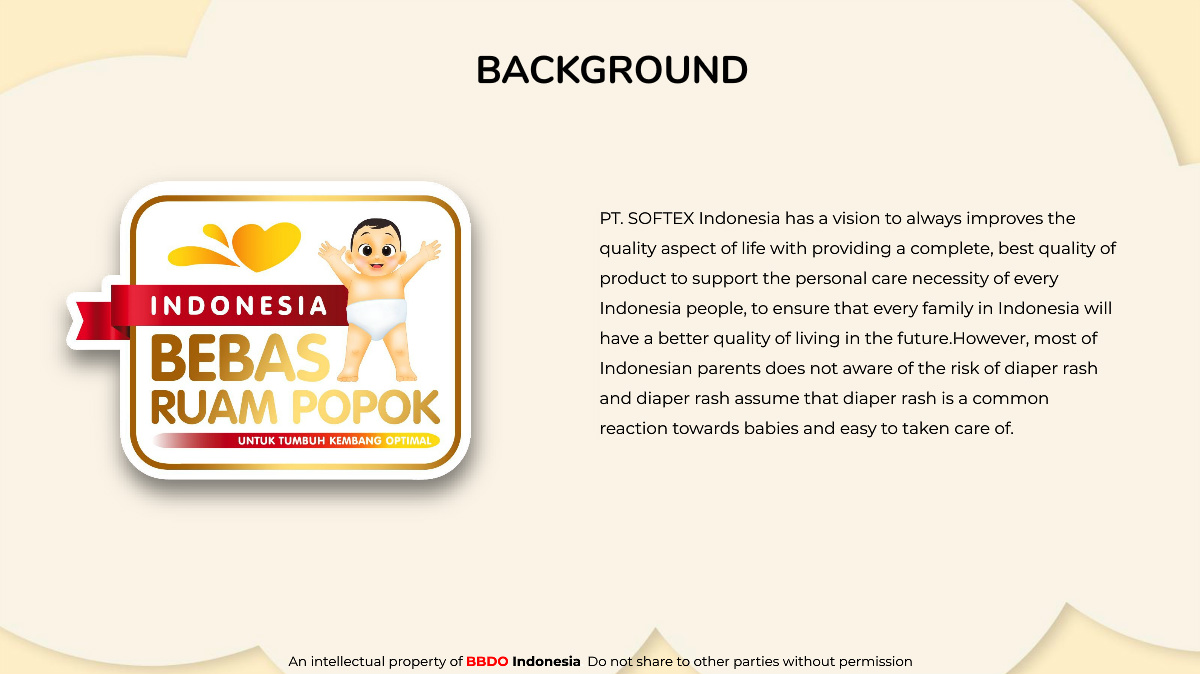 BACKGROUND
INDONESIA
BEBAS
RUAM POPOK
UNTUK TUMBUH KEMBANG OPTIMAL
PT. SOFTEX Indonesia has a vision to always improves the
quality aspect of life with providing a complete, best quality of
product to support the personal care necessity of every
Indonesia people, to ensure that every family in Indonesia will
have a better quality of living in the future.However, most of
Indonesian parents does not aware of the risk of diaper rash
and diaper rash assume that diaper rash is a common
reaction towards babies and easy to taken care of.
An intellectual property of BBDO Indonesia Do not share to other parties without permission